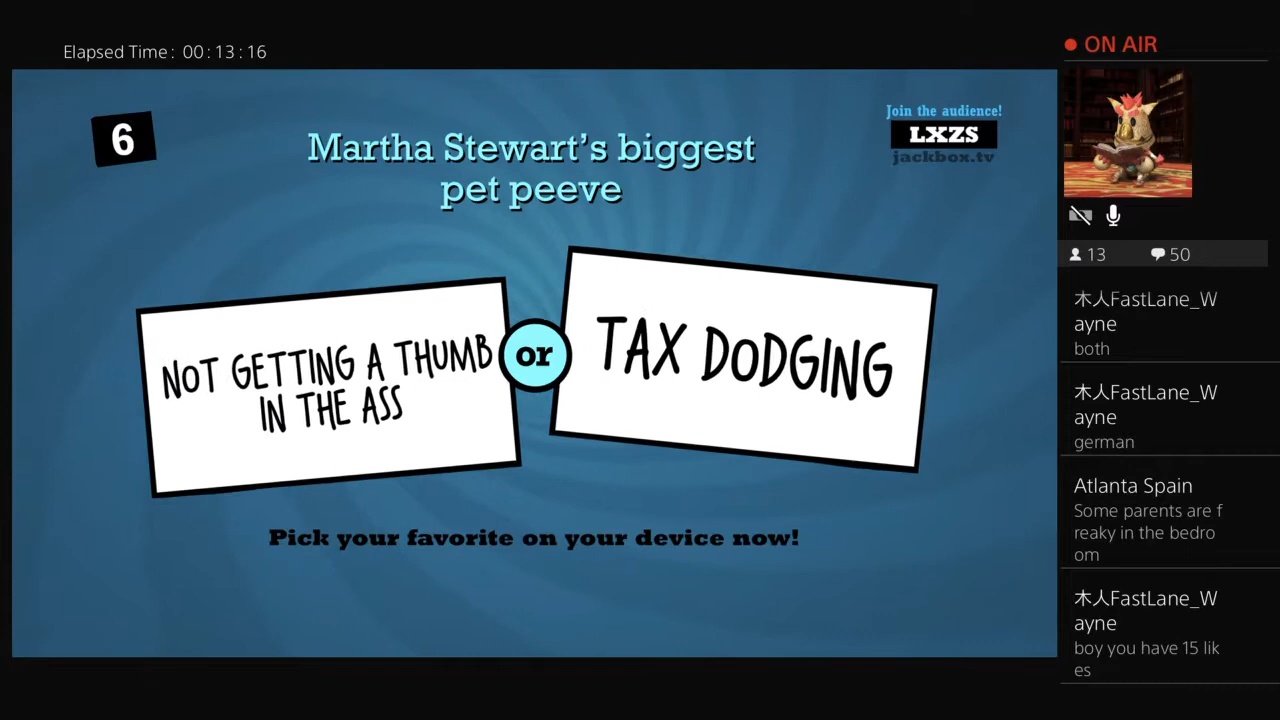 Elapsed Time: 00:13:16
ON AIR
6
Martha Stewart's biggest
pet peeve
Join the audience!
LXZS
jackbox.tv
NOT GETTING A THUMB
IN THE ASS
or
TAX DODGING
Pick your favorite on your device now!
13
50
木人FastLane_W
ayne
both
木人FastLane_W
ayne
german
Atlanta Spain
Some parents are f
reaky in the bedro
om
木人FastLane_W
ayne
boy you have 15 lik
es